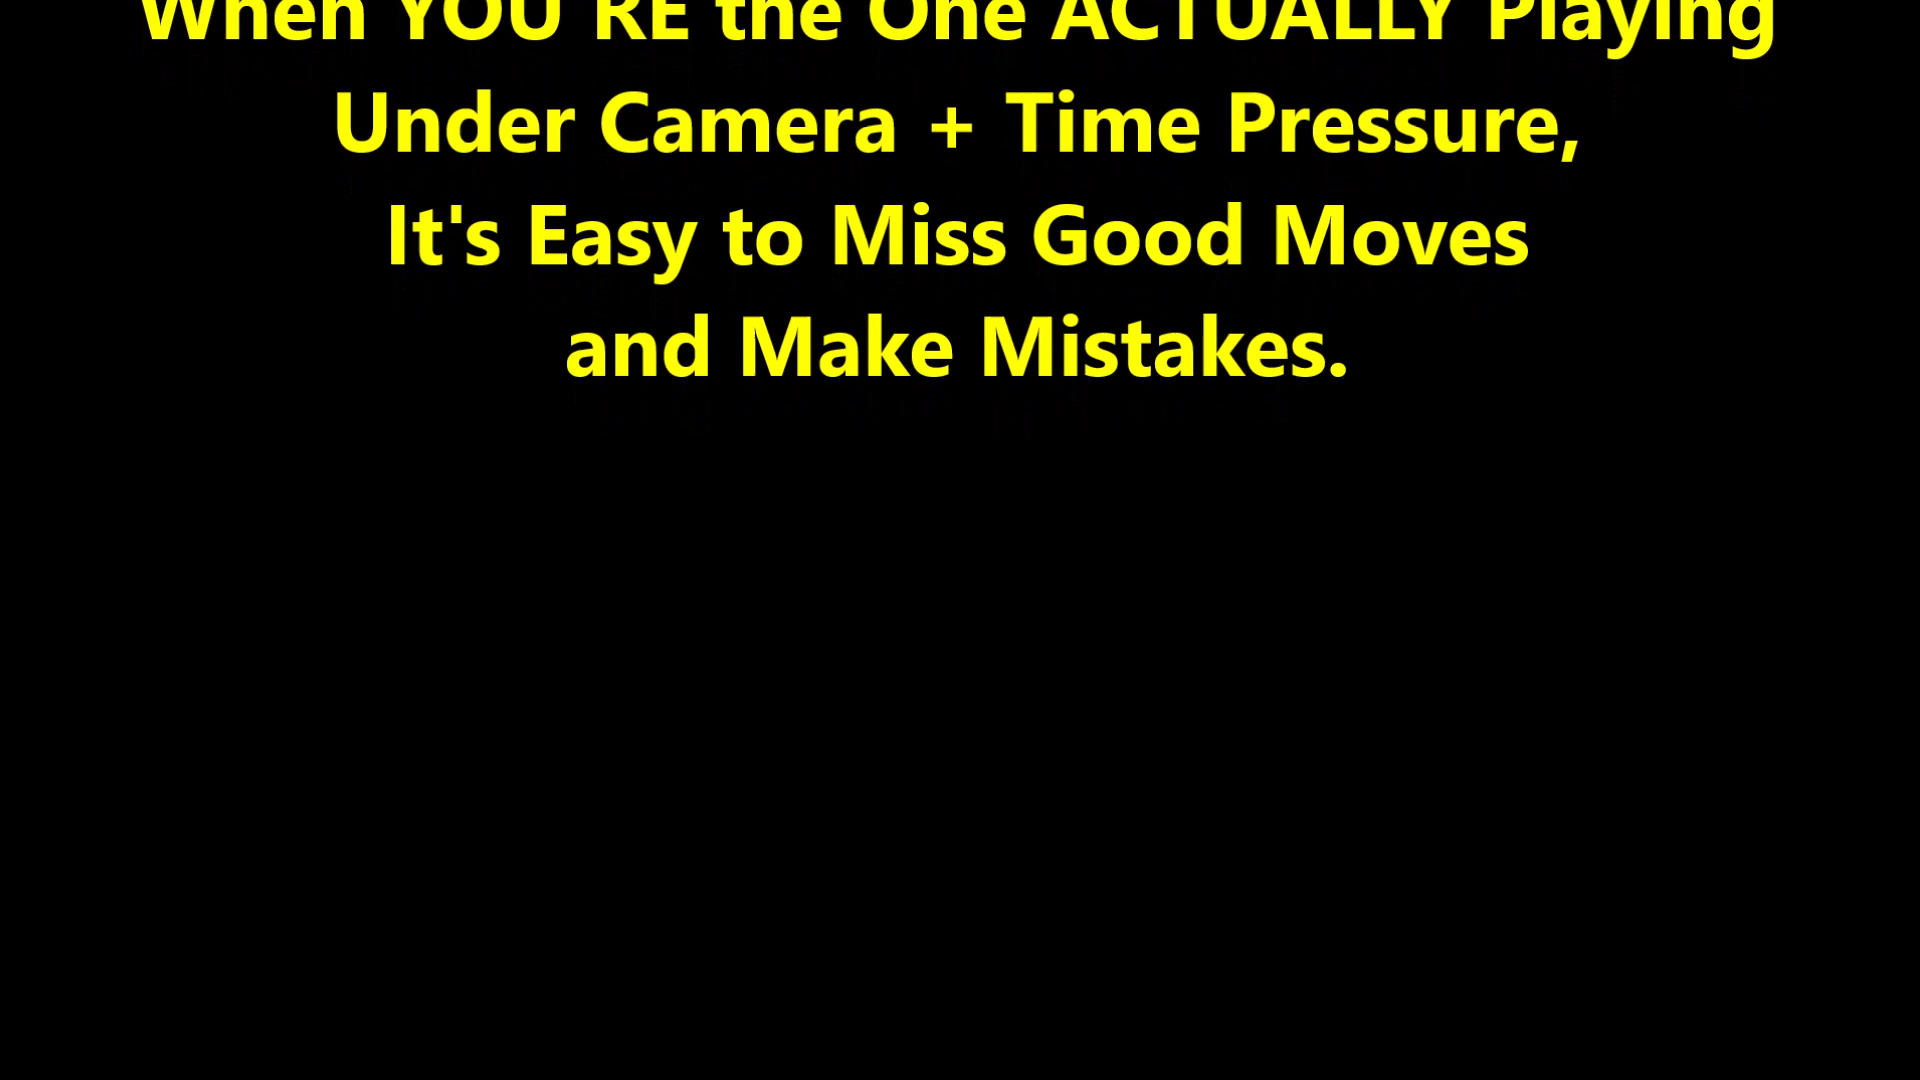 When YOU'RE the One ACTUALLY Playing
Under Camera + Time Pressure,
It's Easy to Miss Good Moves
and Make Mistakes.